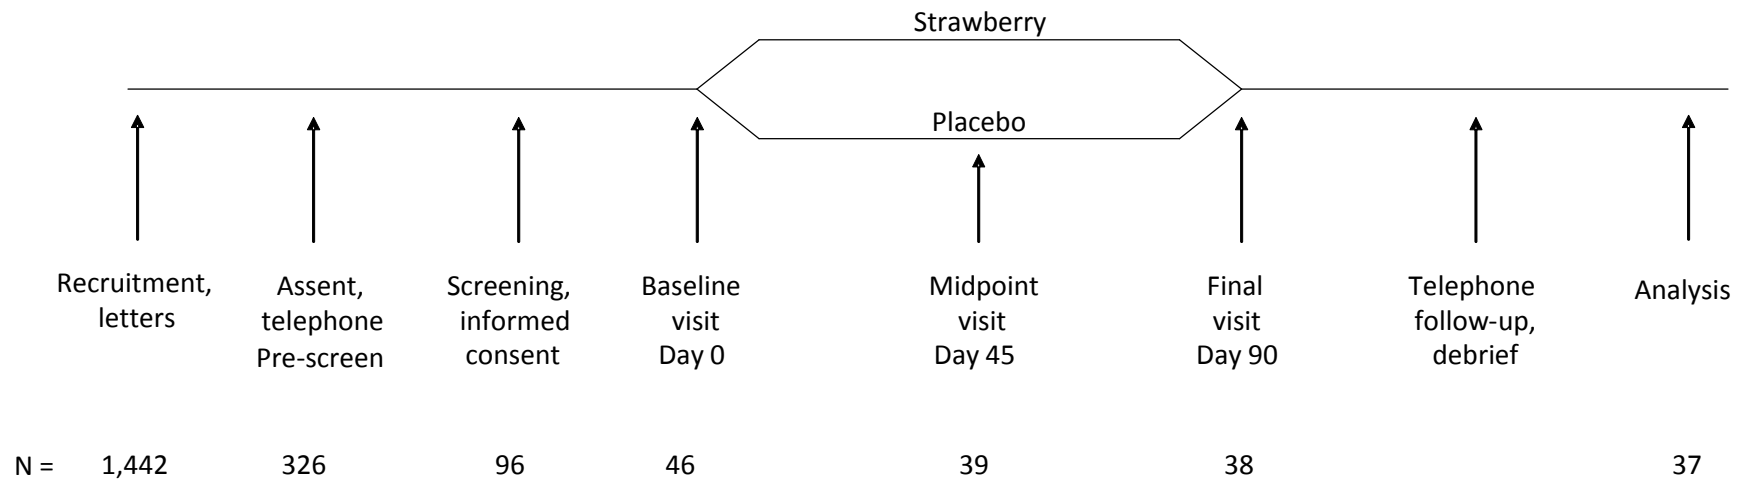 Strawberry
Placebo
Recruitment,
letters
Assent,
telephone
Pre-screen
Screening,
informed
consent
Baseline
visit
Day 0
Midpoint
visit
Day 45
Final
visit
Day 90
Telephone
follow-up,
debrief
Analysis
N = 1,442 326 96 46 39 38 37